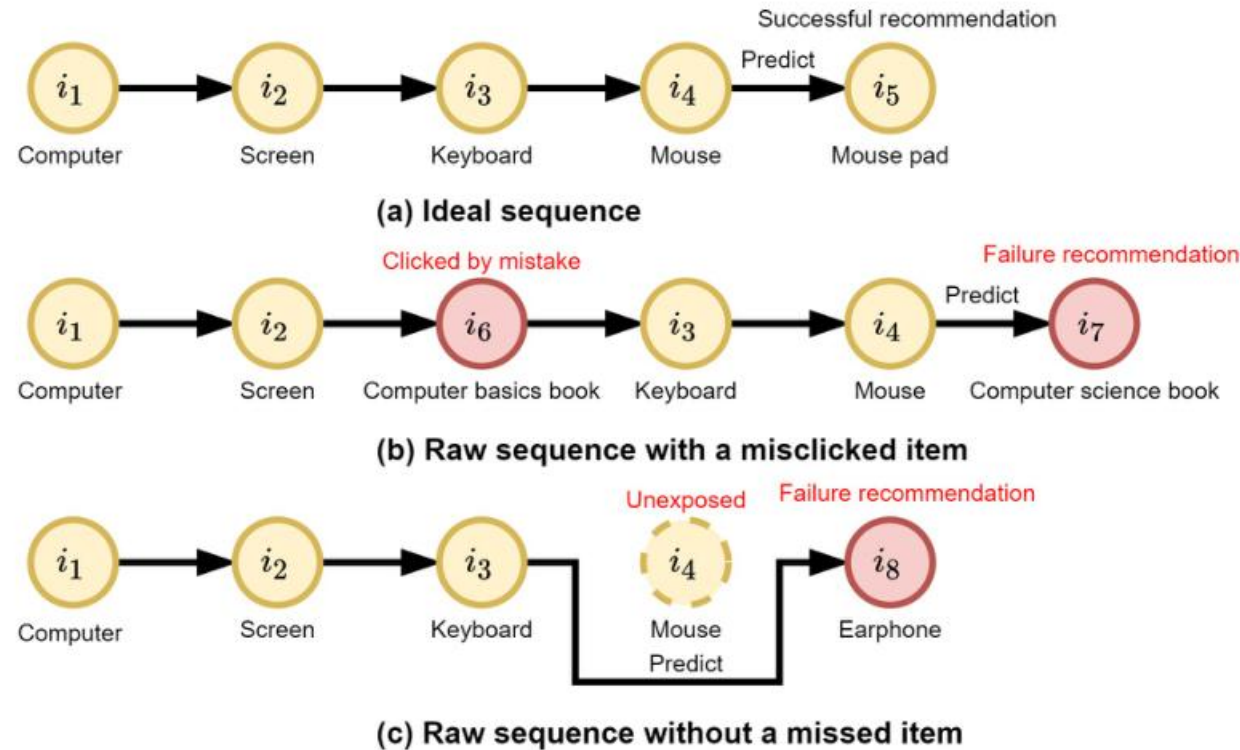 Successful recommendation
Predict
i1 i2 i3 i4 i5
Computer Screen Keyboard Mouse Mouse pad
(a) Ideal sequence
Clicked by mistake Failure recommendation
Predict
i1 i2 i6 i3 i4 i7
Computer Screen Computer basics book Keyboard Mouse Computer science book
(b) Raw sequence with a misclicked item
Unexposed Failure recommendation
i1 i2 i3 i4 i8
Computer Screen Keyboard Mouse Earphone
Predict
(c) Raw sequence without a missed item